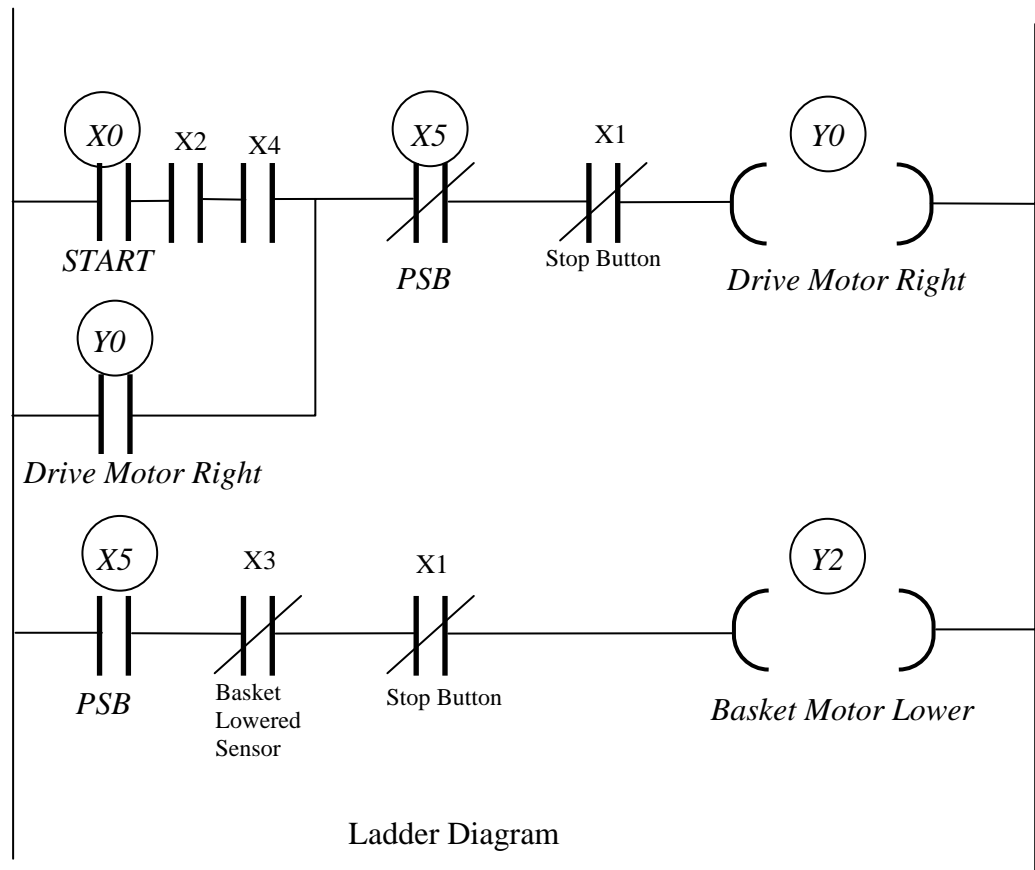 X0
X2
X4
X5
X1
Y0
START
PSB
Stop Button
Drive Motor Right
Y0
Drive Motor Right
X5
X3
X1
Y2
PSB
Basket
Lowered
Sensor
Stop Button
Basket Motor Lower
Ladder Diagram